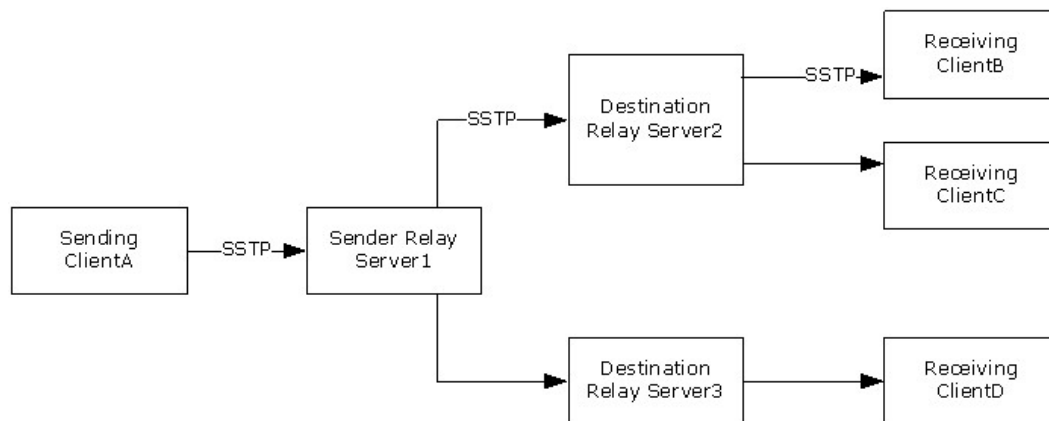 Sending
ClientA
SSTP
Sender Relay
Server1
SSTP
Destination
Relay Server2
SSTP
Receiving
ClientB
Receiving
ClientC
Destination
Relay Server3
Receiving
ClientD